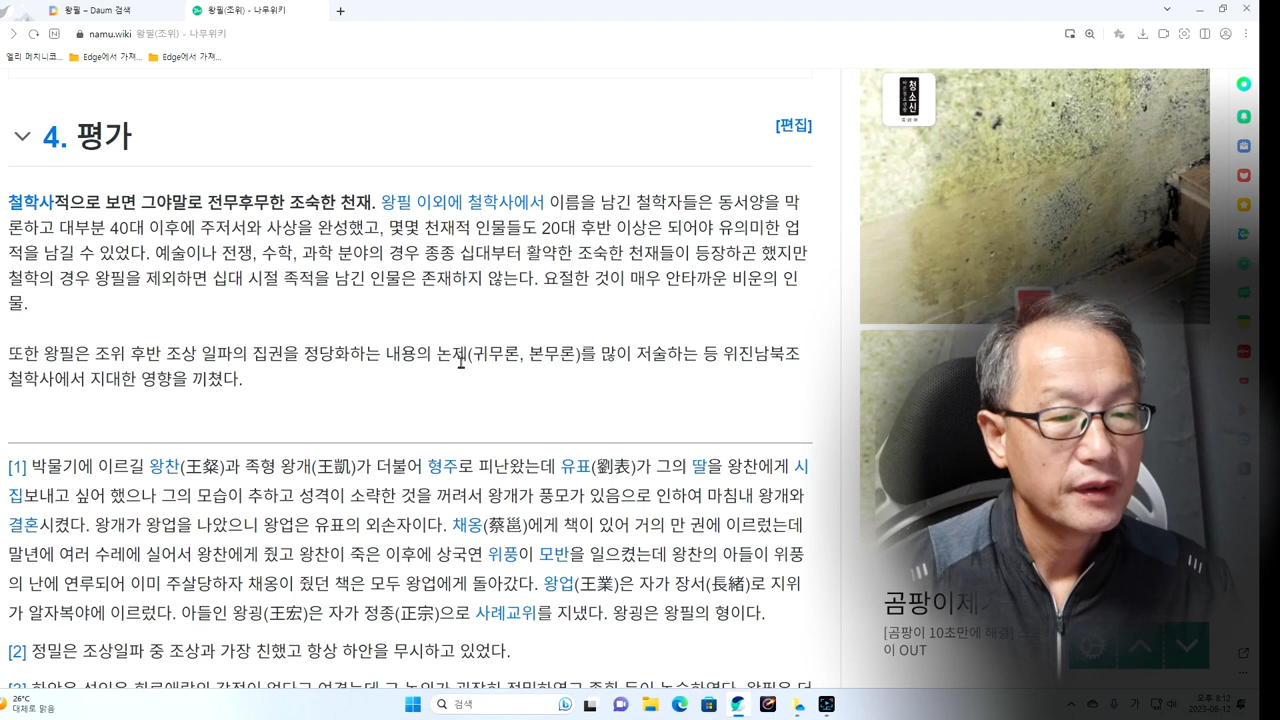 왕필 – Daum 검색
왕필(조위) - 나무위키
namu.wiki 왕필(조위) - 나무위키
엘리 머치니코...
Edge에서 가져...
Edge에서 가져...
4. 평가
[편집]
철학사적으로 보면 그야말로 전무후무한 조숙한 천재. 왕필 이외에 철학사에서 이름을 남긴 철학자들은 동서양을 막
론하고 대부분 40대 이후에 주저서와 사상을 완성했고, 몇몇 천재적 인물들도 20대 후반 이상은 되어야 유의미한 업
적을 남길 수 있었다. 예술이나 전쟁, 수학, 과학 분야의 경우 종종 십대부터 활약한 조숙한 천재들이 등장하곤 했지만
철학의 경우 왕필을 제외하면 십대 시절 족적을 남긴 인물은 존재하지 않는다. 요절한 것이 매우 안타까운 비운의 인
물.
또한 왕필은 조위 후반 조상 일파의 집권을 정당화하는 내용의 논제(귀무론, 본무론)를 많이 저술하는 등 위진남북조
철학사에서 지대한 영향을 끼쳤다.
[1] 박물기에 이르길 왕찬(王粲)과 족형 왕개(王凱)가 더불어 형주로 피난왔는데 유표(劉表)가 그의 딸을 왕찬에게 시
집보내고 싶어 했으나 그의 모습이 추하고 성격이 소략한 것을 꺼려서 왕개가 풍모가 있음으로 인하여 마침내 왕개와
결혼시켰다. 왕개가 왕업을 나았으니 왕업은 유표의 외손자이다. 채옹(蔡邕)에게 책이 있어 거의 만 권에 이르렀는데
말년에 여러 수레에 실어서 왕찬에게 줬고 왕찬이 죽은 이후에 상국연 위풍이 모반을 일으켰는데 왕찬의 아들이 위풍
의 난에 연루되어 이미 주살당하자 채옹이 줬던 책은 모두 왕업에게 돌아갔다. 왕업(王業)은 자가 장서(長緖)로 지위
가 알자복야에 이르렀다. 아들인 왕굉(王宏)은 자가 정종(正宗)으로 사례교위를 지냈다. 왕굉은 왕필의 형이다.
[2] 정밀은 조상일파 중 조상과 가장 친했고 항상 하안을 무시하고 있었다.
청소신
곰팡이제
[곰팡이 10초만에 해결]
이 OUT
26°C
대체로 맑음
검색
가
오후 8:12
2023-08-12